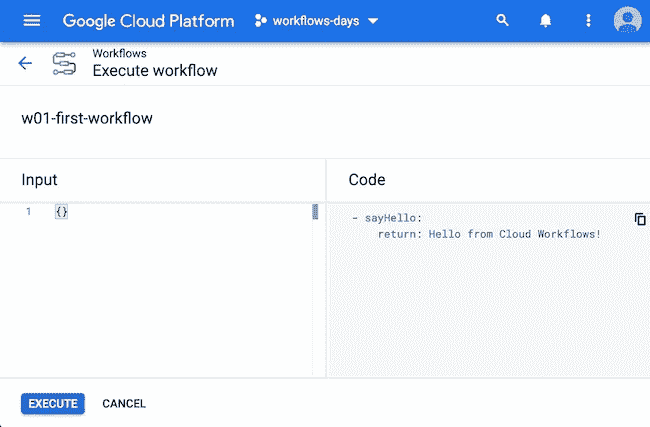 Google Cloud Platform workflows-days
Workflows
Execute workflow
w01-first-workflow
Input
Code
1 {}
- sayHello:
return: Hello from Cloud Workflows!
EXECUTE CANCEL